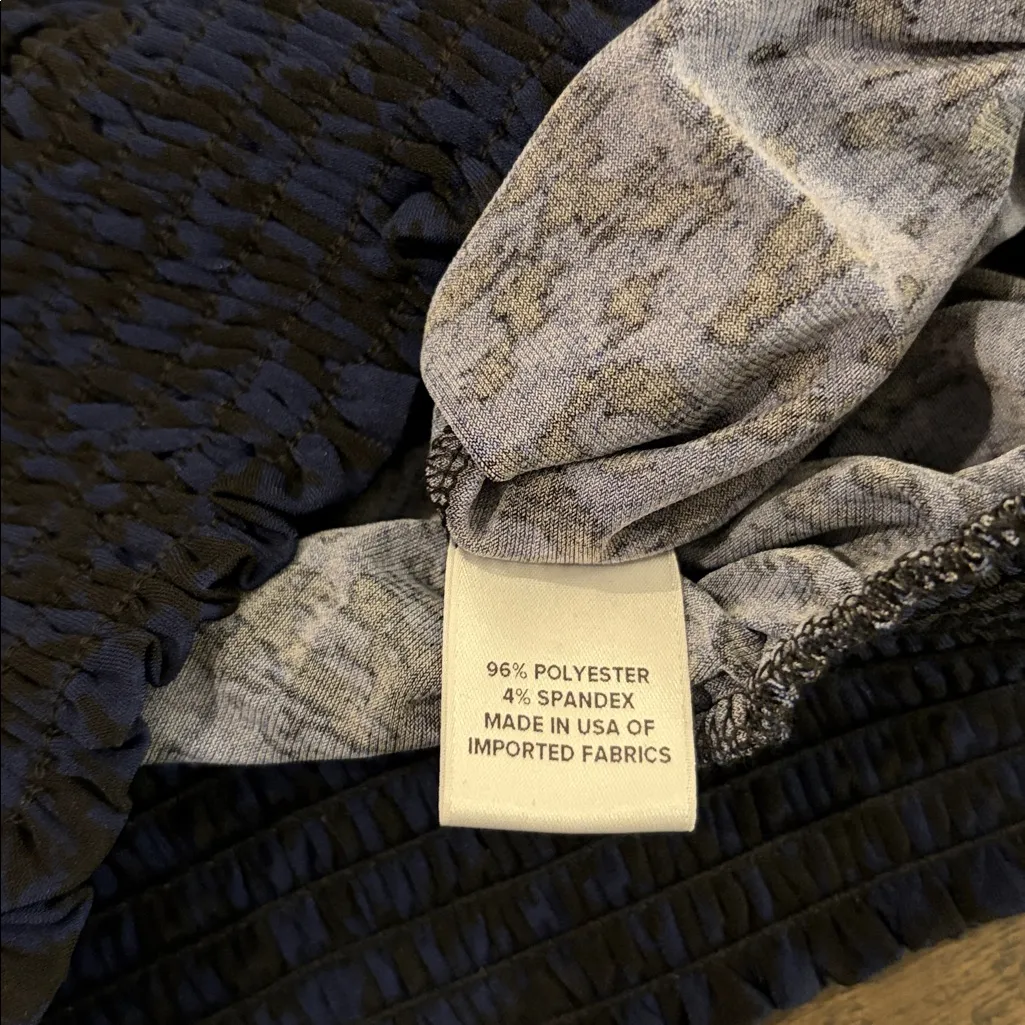 96% POLYESTER
4% SPANDEX
MADE IN USA OF
IMPORTED FABRICS